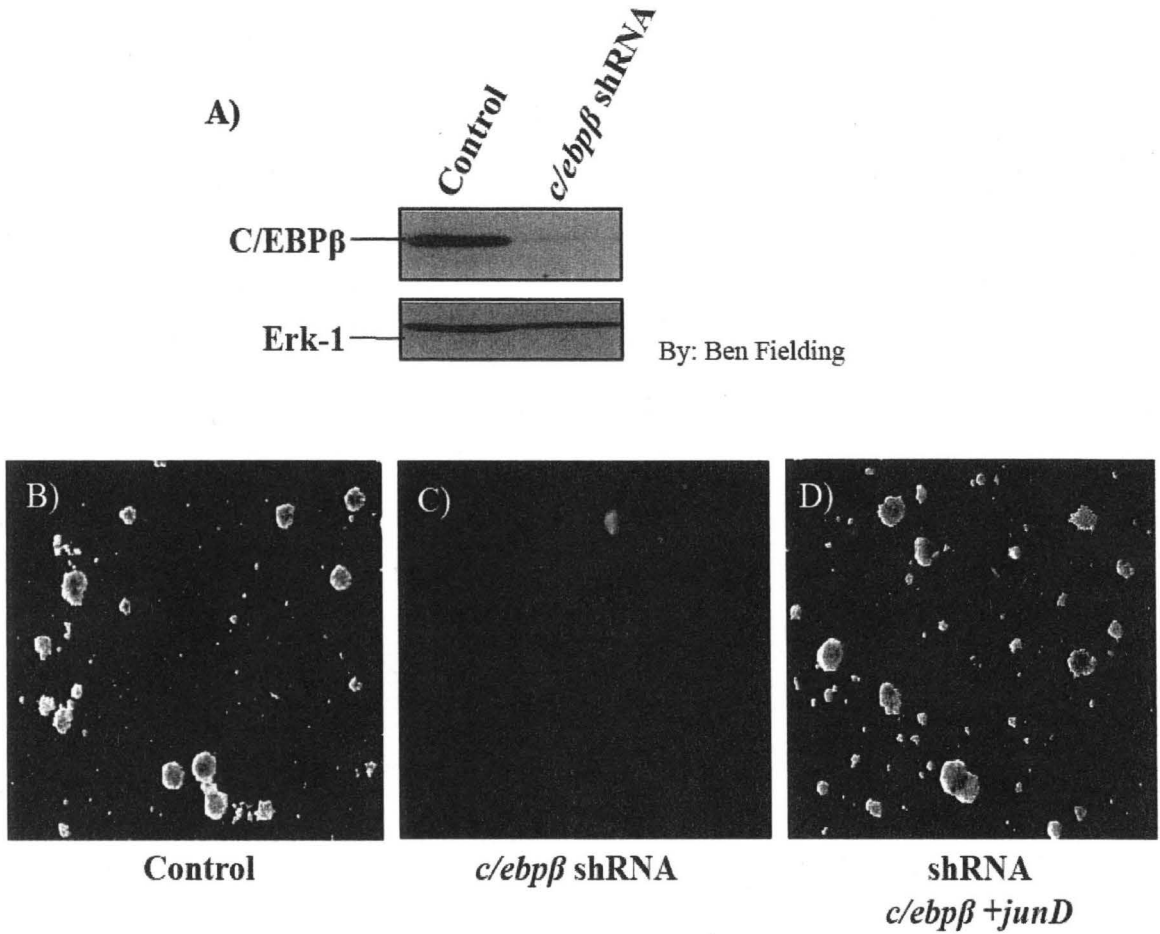 A)
Control
c/ebpβ shRNA
C/EBPβ
Erk-1
By: Ben Fielding
B)
C)
D)
Control
c/ebpβ shRNA
shRNA
c/ebpβ +junD